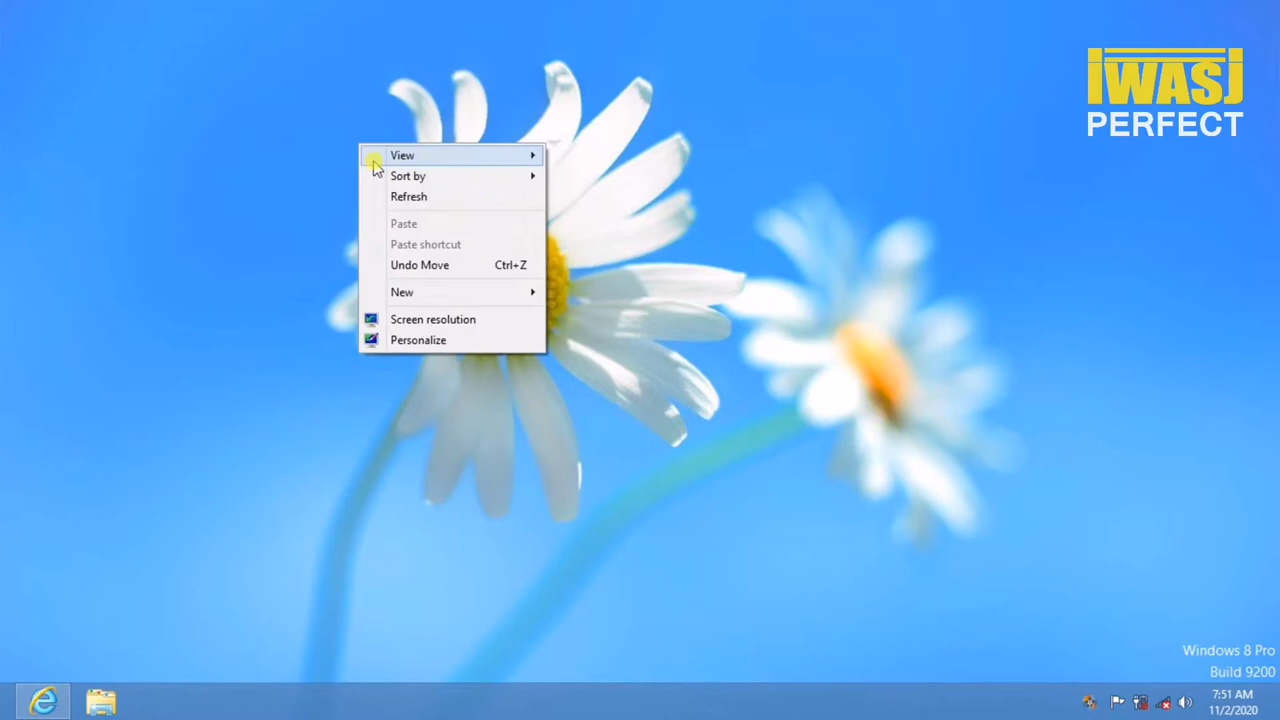 IWASJ
PERFECT
View
Sort by
Refresh
Paste
Paste shortcut
Undo Move Ctrl+Z
New
Screen resolution
Personalize
Windows 8 Pro
Build 9200
7:51 AM
11/2/2020